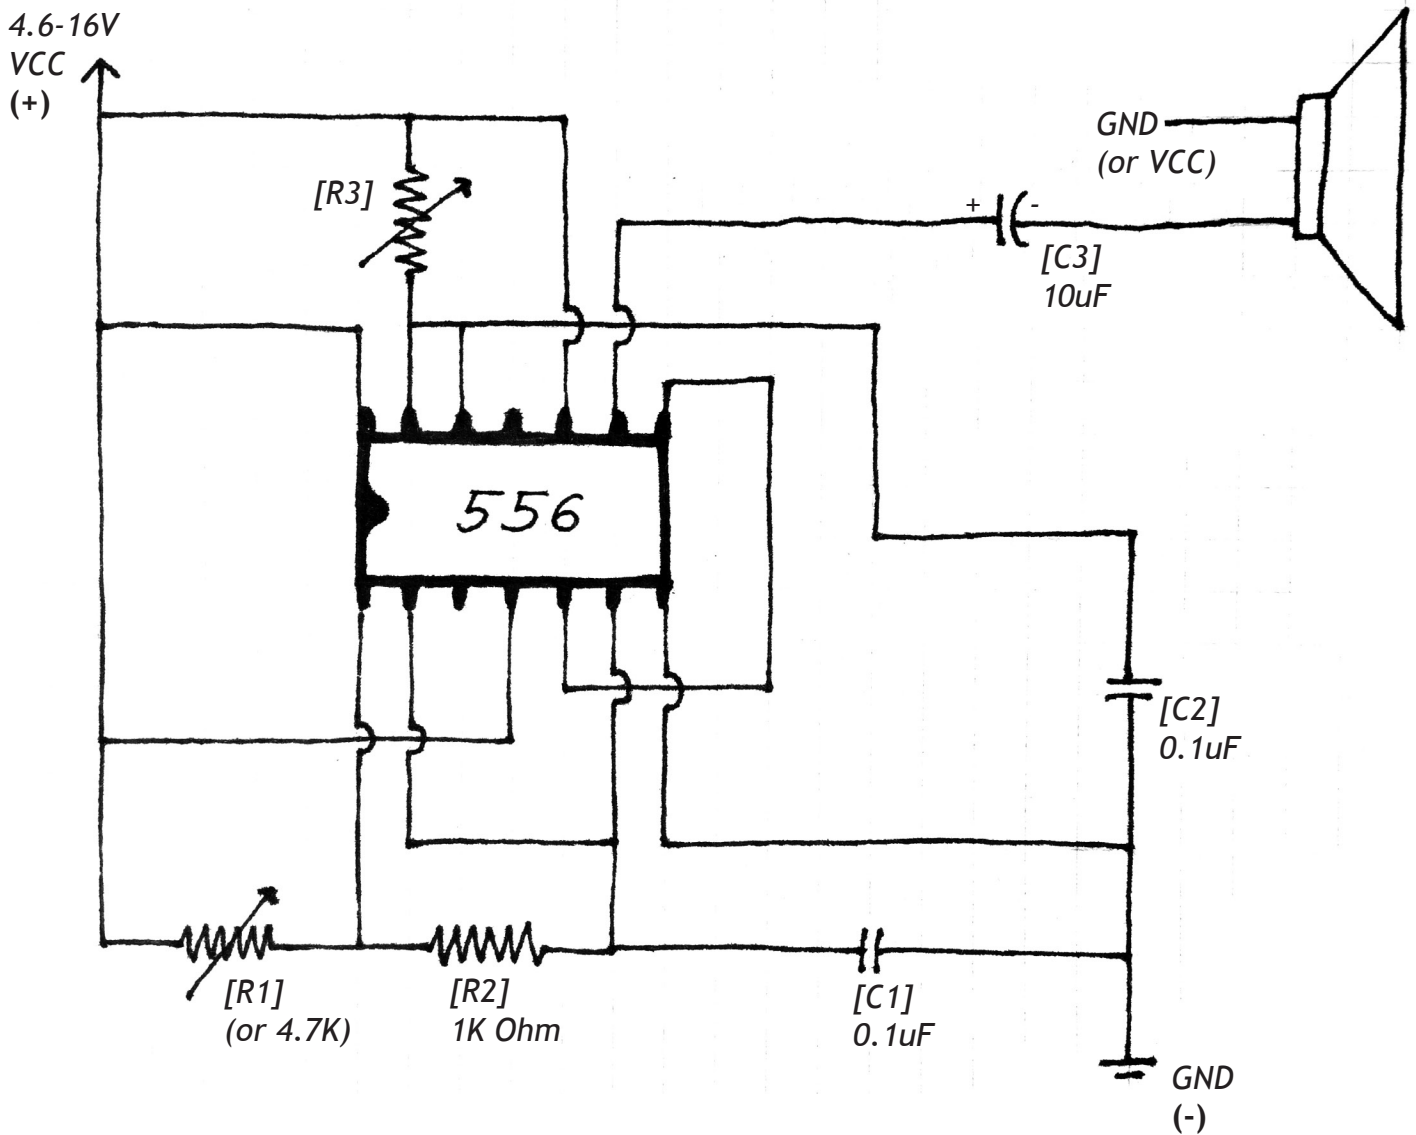 4.6-16V
VCC
(+)
[R3]
GND
(or VCC)
+ -
[C3]
10uF
556
[C2]
0.1uF
[R1]
(or 4.7K)
[R2]
1K Ohm
[C1]
0.1uF
GND
(-)